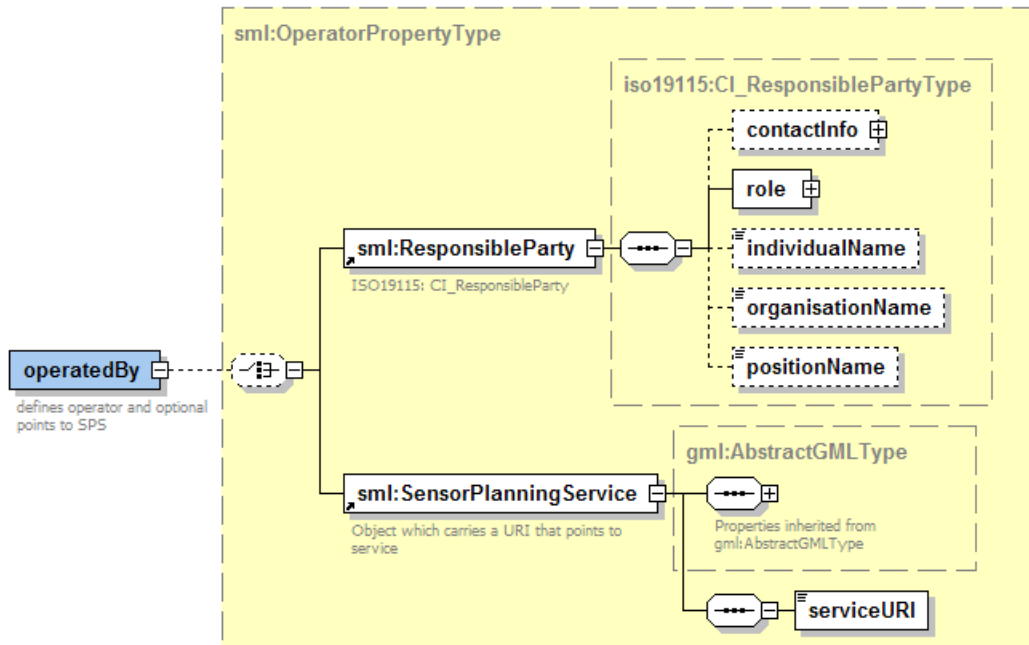 sml:OperatorPropertyType
iso19115:CI_ResponsiblePartyType
contactInfo
role
sml:ResponsibleParty
individualName
ISO19115: CI_ResponsibleParty
organisationName
positionName
operatedBy
defines operator and optional
points to SPS
gml:AbstractGMLType
sml:SensorPlanningService
Object which carries a URI that points to
service
Properties inherited from
gml:AbstractGMLType
serviceURI